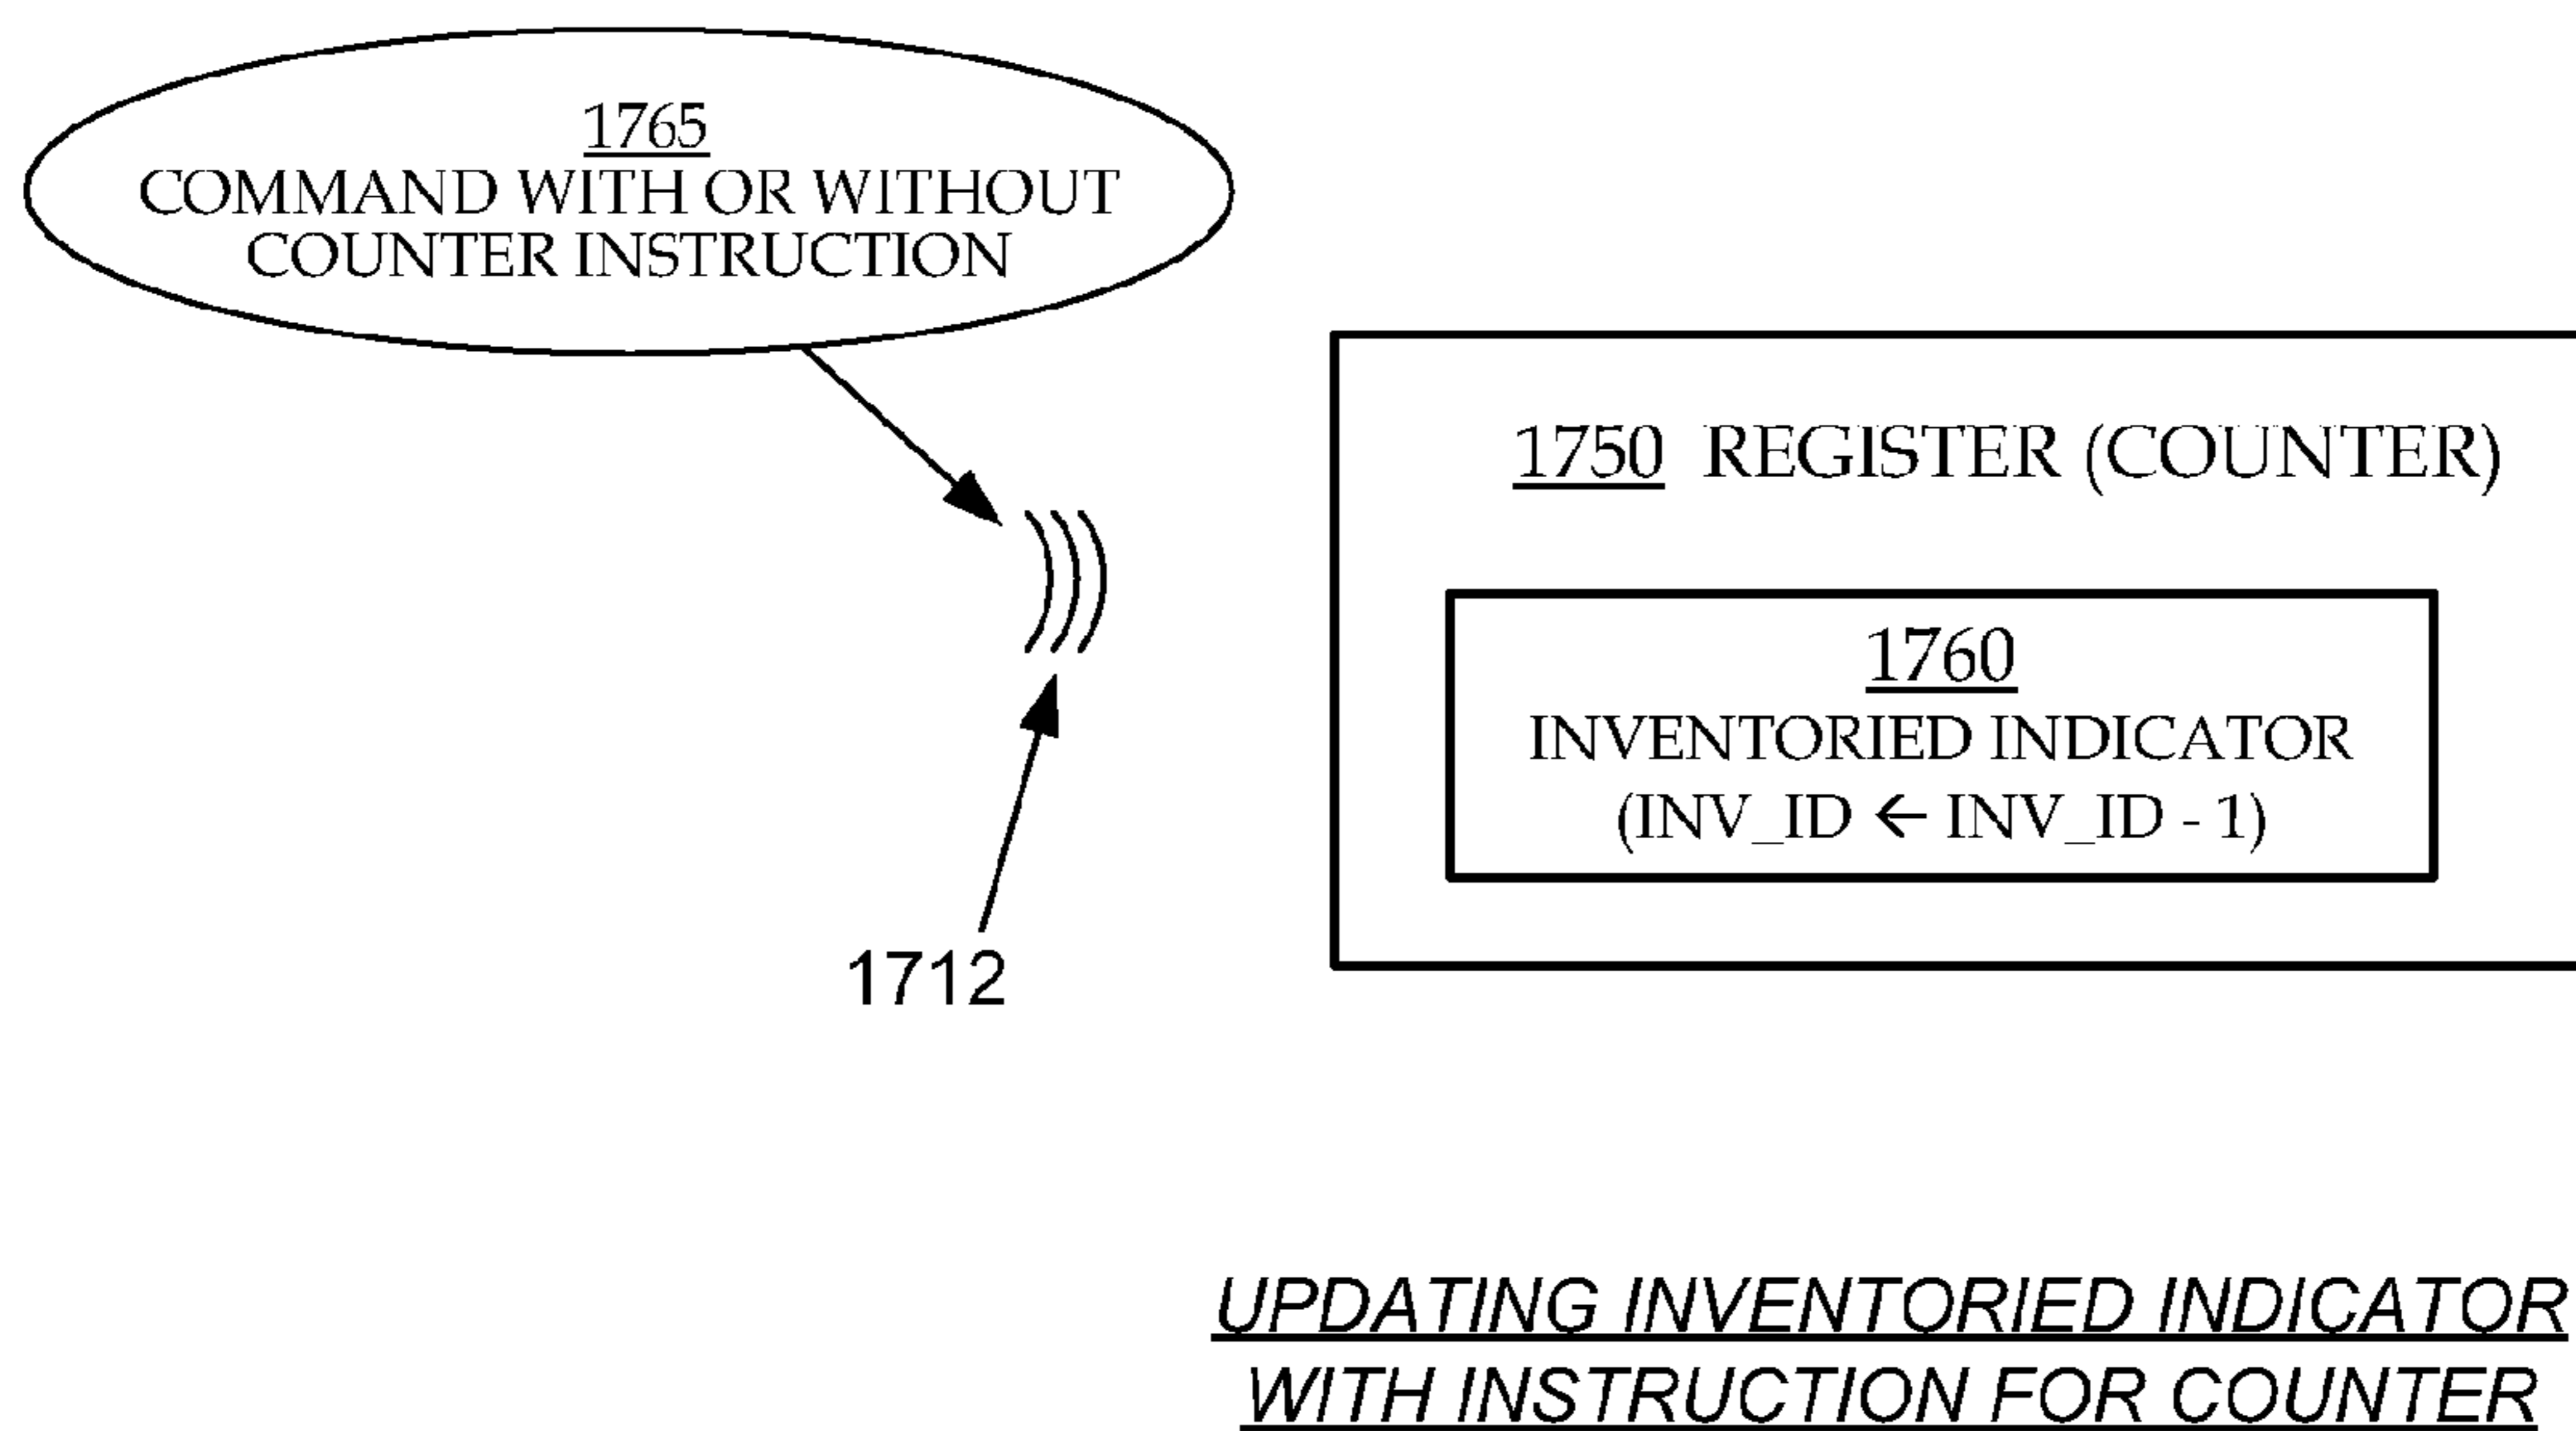 1765
COMMAND WITH OR WITHOUT
COUNTER INSTRUCTION
1750 REGISTER (COUNTER)
1760
INVENTORIED INDICATOR
(INV_ID ← INV_ID - 1)
1712
UPDATING INVENTORIED INDICATOR
WITH INSTRUCTION FOR COUNTER